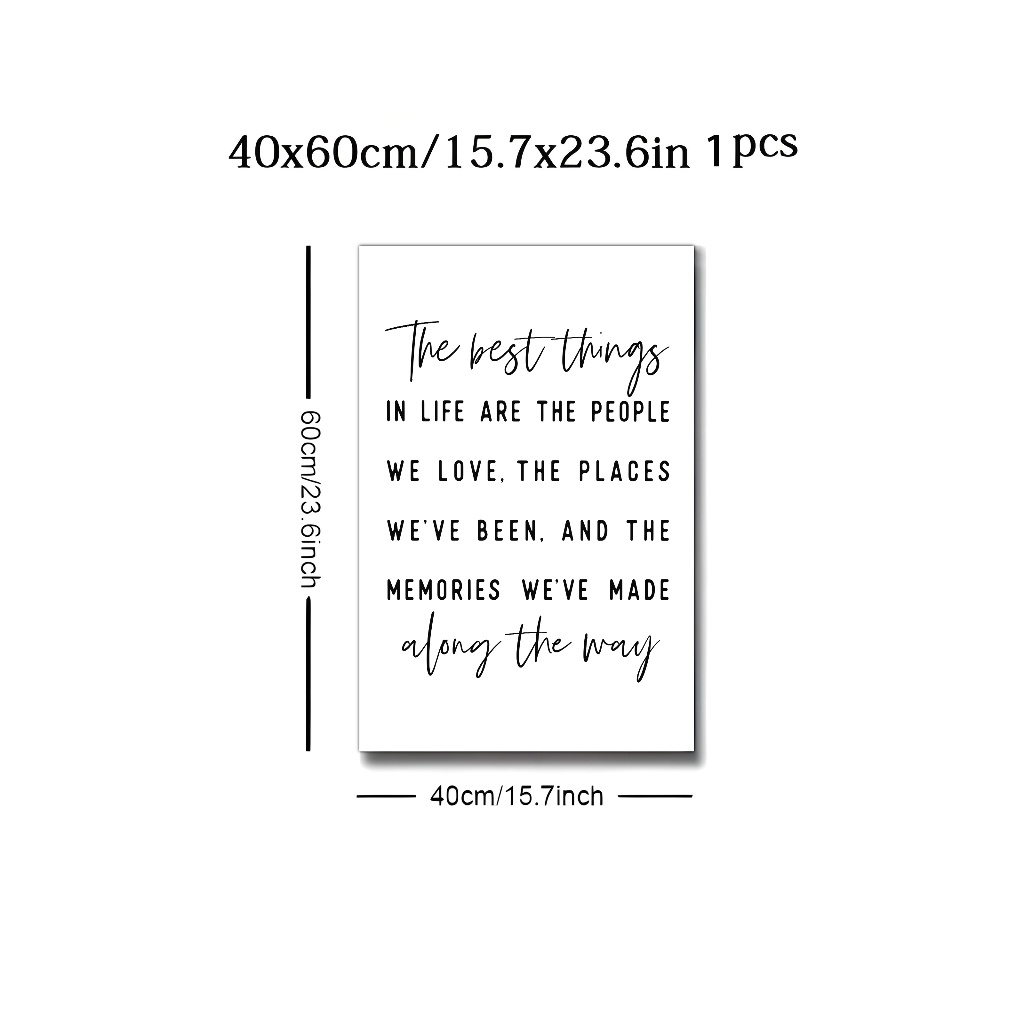 40x60cm/15.7x23.6in 1pcs
The best things
IN LIFE ARE THE PEOPLE
WE LOVE, THE PLACES
WE'VE BEEN, AND THE
MEMORIES WE'VE MADE
along the way
60cm/23.6inch
40cm/15.7inch